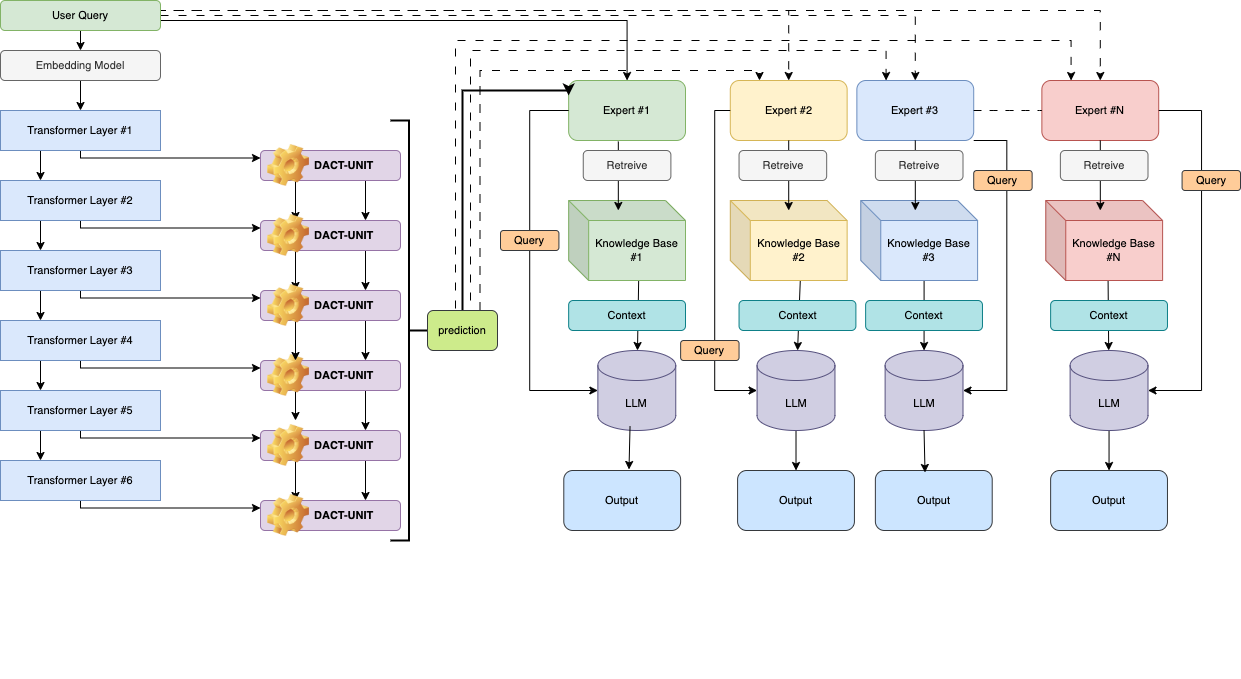 User Query
Embedding Model
Transformer Layer #1
Transformer Layer #2
Transformer Layer #3
Transformer Layer #4
Transformer Layer #5
Transformer Layer #6
DACT-UNIT
DACT-UNIT
DACT-UNIT
DACT-UNIT
DACT-UNIT
DACT-UNIT
prediction
Expert #1
Retreive
Query
Knowledge Base
#1
Context
LLM
Output
Expert #2
Retreive
Knowledge Base
#2
Context
Query
LLM
Output
Expert #3
Retreive
Query
Knowledge Base
#3
Context
LLM
Output
Expert #N
Retreive
Query
Knowledge Base
#N
Context
LLM
Output